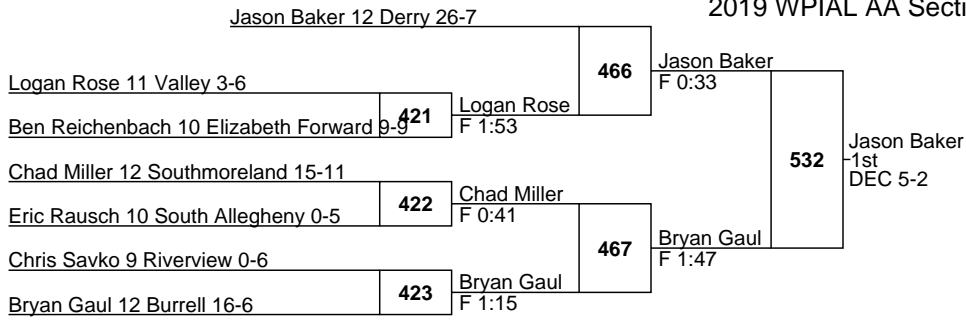 2019 WPIAL AA Secti
Jason Baker 12 Derry 26-7
466
Jason Baker
F 0:33
Logan Rose 11 Valley 3-6
421
Logan Rose
F 1:53
Ben Reichenbach 10 Elizabeth Forward 9-9
532
Jason Baker
1st
DEC 5-2
Chad Miller 12 Southmoreland 15-11
422
Chad Miller
F 0:41
Eric Rausch 10 South Allegheny 0-5
467
Bryan Gaul
F 1:47
Chris Savko 9 Riverview 0-6
423
Bryan Gaul
F 1:15
Bryan Gaul 12 Burrell 16-6